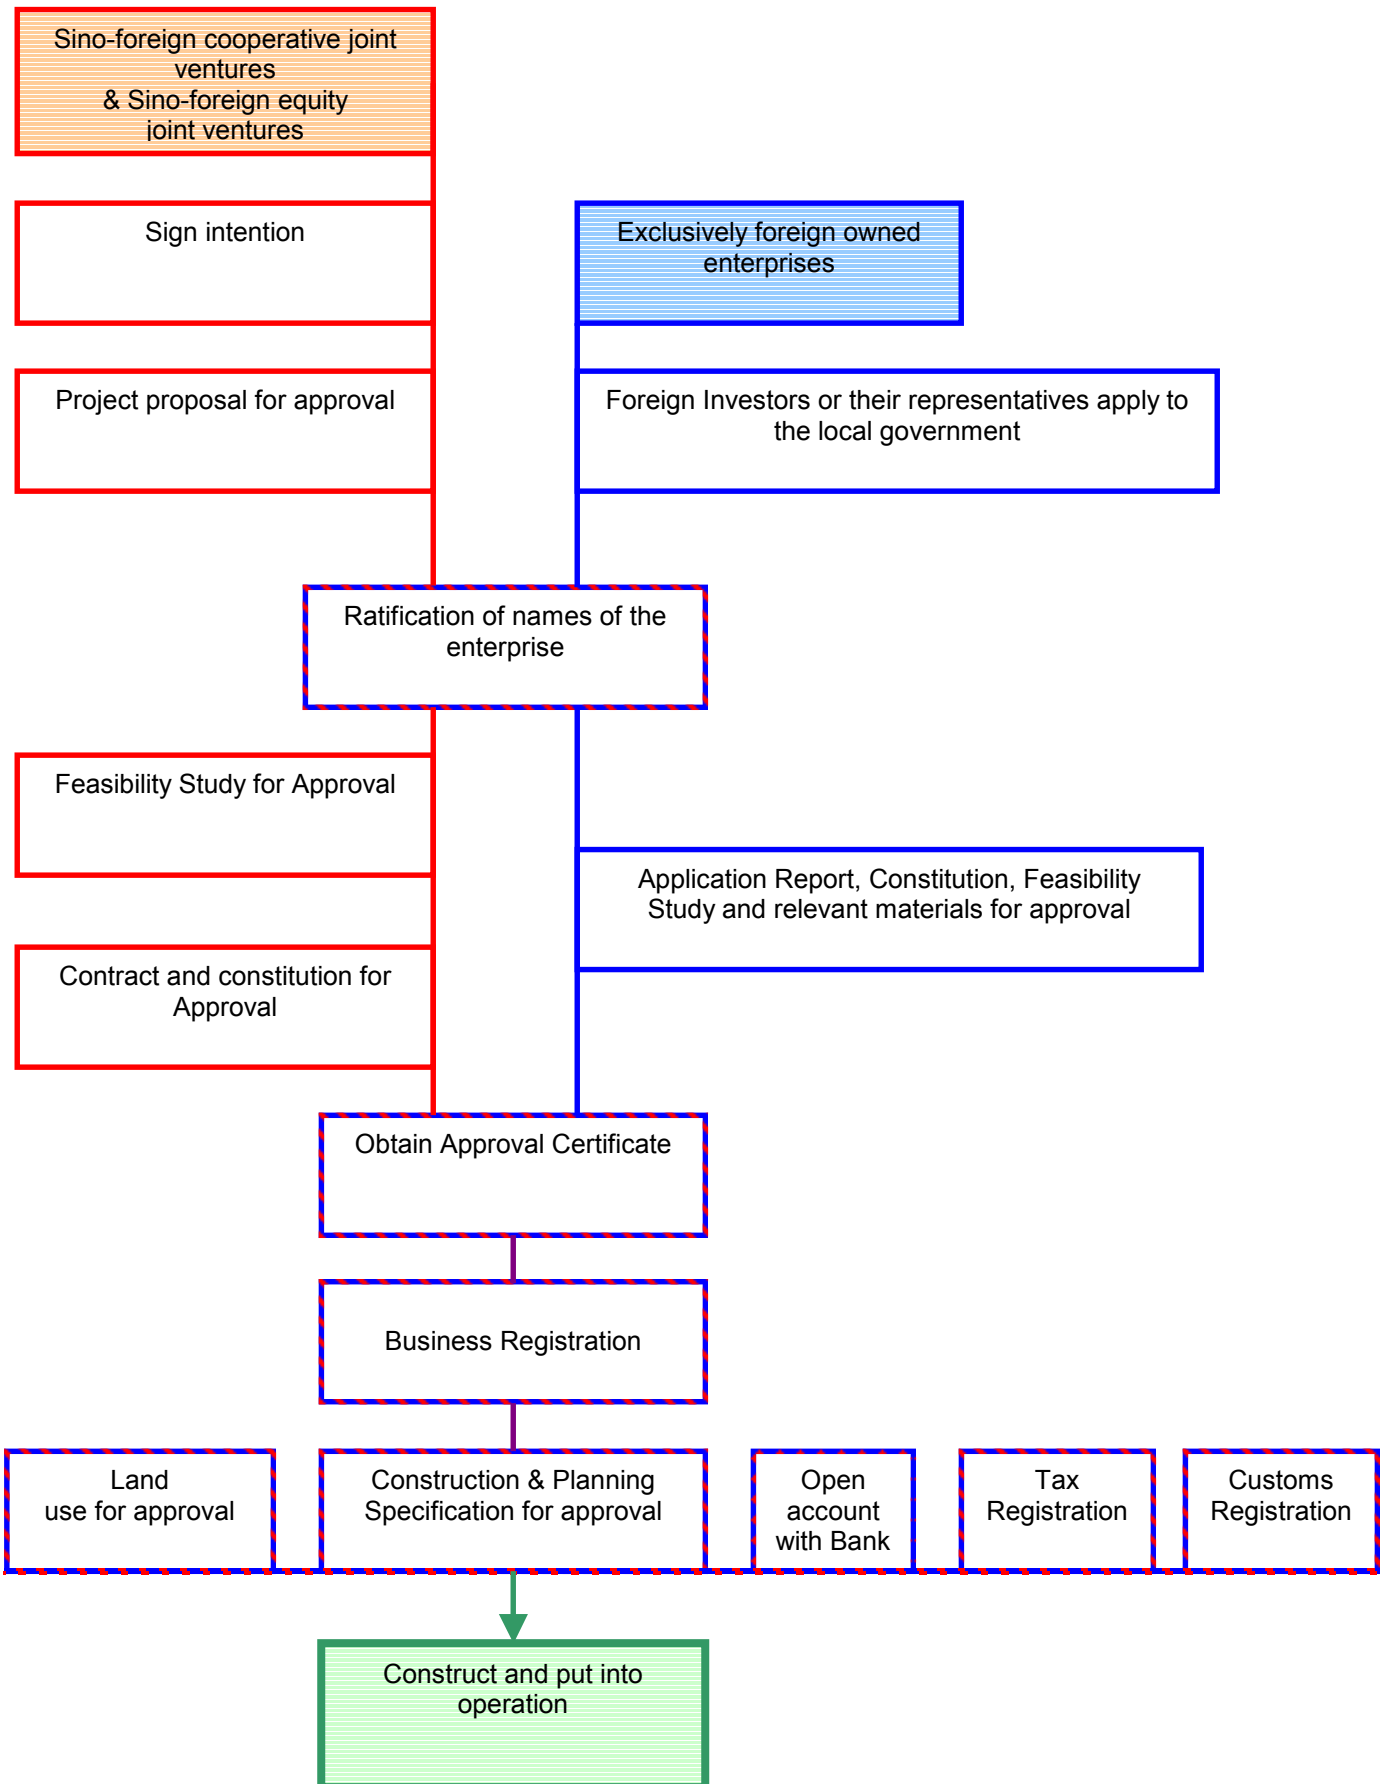 Sino-foreign cooperative joint
ventures
& Sino-foreign equity
joint ventures
Sign intention
Exclusively foreign owned
enterprises
Project proposal for approval
Foreign Investors or their representatives apply to
the local government
Ratification of names of the
enterprise
Feasibility Study for Approval
Application Report, Constitution, Feasibility
Study and relevant materials for approval
Contract and constitution for
Approval
Obtain Approval Certificate
Business Registration
Land
use for approval
Construction & Planning
Specification for approval
Open
account
with Bank
Tax
Registration
Customs
Registration
Construct and put into
operation